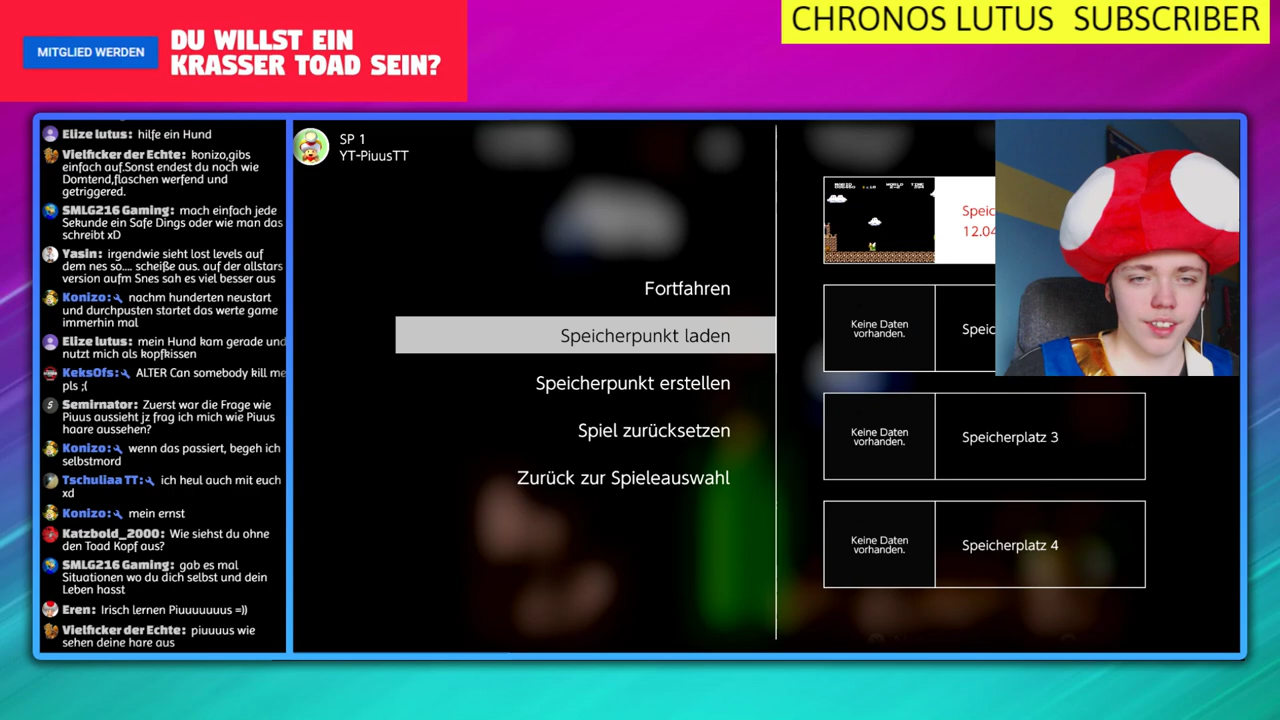 MITGLIED WERDEN
DU WILLST EIN
KRASSER TOAD SEIN?
CHRONOS LUTUS SUBSCRIBER
Elize lutus: hilfe ein Hund
Vielficker der Echte: konizo,gibs
einfach auf.Sonst endest du noch wie
Domtend,flaschen werfend und
getriggered.
SMLG216 Gaming: mach einfach jede
Sekunde ein Safe Dings oder wie man das
schreibt xD
Yasin: irgendwie sieht lost levels auf
dem nes so.... scheiße aus. auf der allstars
version aufm Snes sah es viel besser aus
Konizo: nachm hunderten neustart
und durchpusten startet das werte game
immerhin mal
Elize lutus: mein Hund kam gerade und
nutzt mich als kopfkissen
KeksOfs: ALTER Can somebody kill me
pls ;(
Semirnator: Zuerst war die Frage wie
Piuus aussieht jz frag ich mich wie Piuus
haare aussehen?
Konizo: wenn das passiert, begeh ich
selbstmord
Tschuliaa TT: ich heul auch mit euch
xd
Konizo: mein ernst
Katzbold_2000: Wie siehst du ohne
den Toad Kopf aus?
SMLG216 Gaming: gab es mal
Situationen wo du dich selbst und dein
Leben hasst
Eren: Irisch lernen Piuuuuuus =))
Vielficker der Echte: piuuuus wie
sehen deine hare aus
SP 1
YT-PiuusTT
Fortfahren
Speicherpunkt laden
Speicherpunkt erstellen
Spiel zurücksetzen
Zurück zur Spieleauswahl
MARIO
WORLD
TIME
Speic
12.04
Keine Daten
vorhanden.
Speic
Keine Daten
vorhanden.
Speicherplatz 3
Keine Daten
vorhanden.
Speicherplatz 4